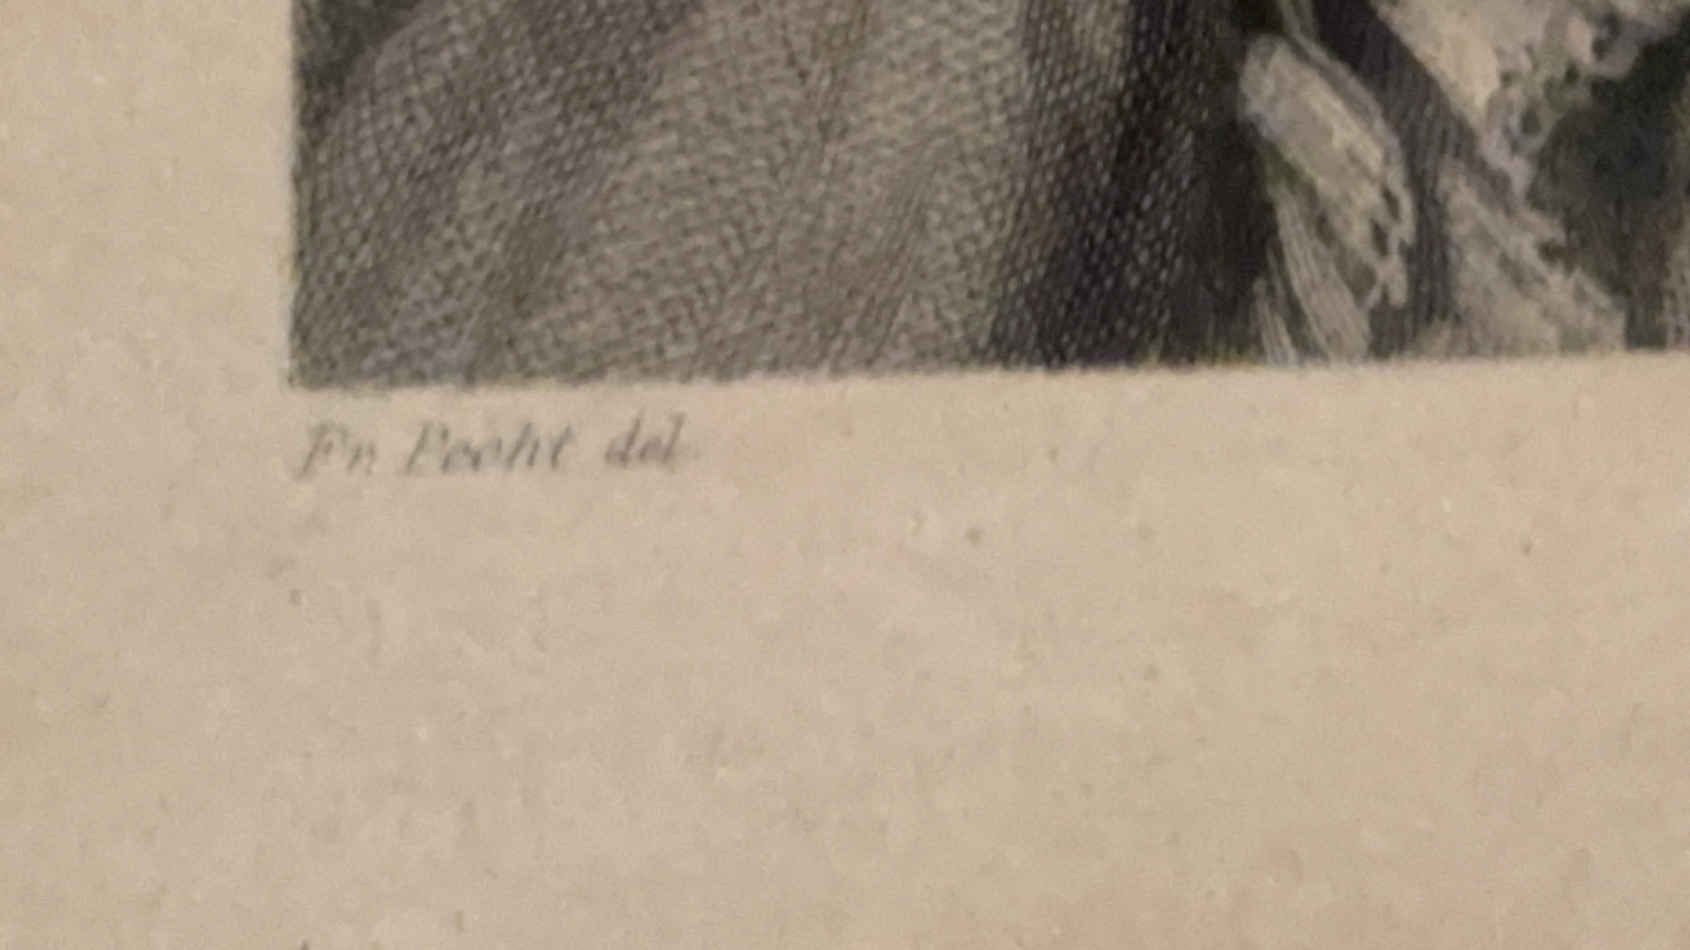 Fr. Pecht del.